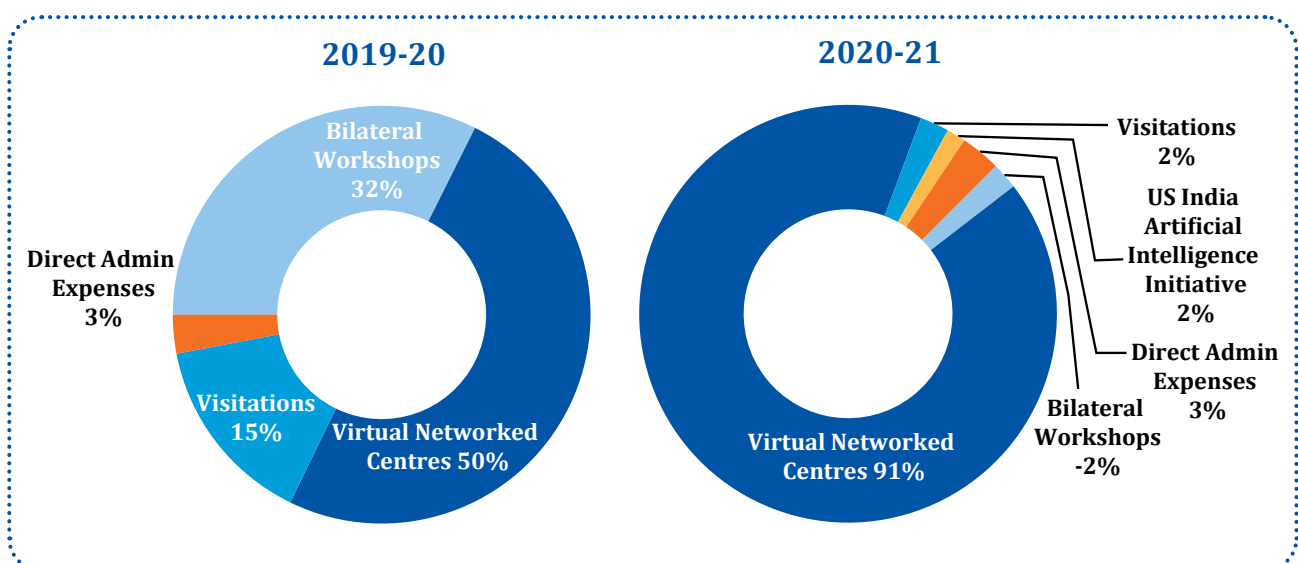 2019-20
Bilateral
Workshops
32%
Direct Admin
Expenses
3%
Visitations
15%
Virtual Networked
Centres 50%
2020-21
Visitations
2%
US India
Artificial
Intelligence
Initiative
2%
Direct Admin
Expenses
3%
Bilateral
Workshops
-2%
Virtual Networked
Centres 91%